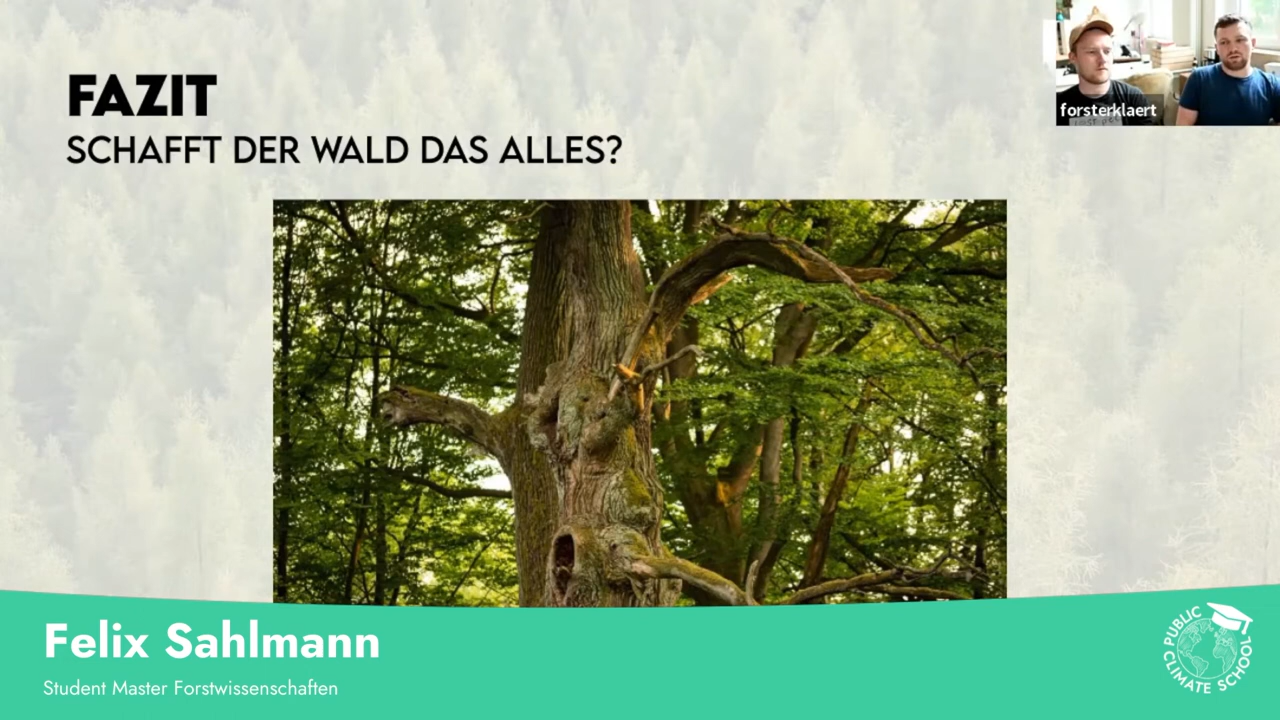 FAZIT
SCHAFFT DER WALD DAS ALLES?
forsterklaert
Felix Sahlmann
Student Master Forstwissenschaften
PUBLIC
CLIMATE SCHOOL